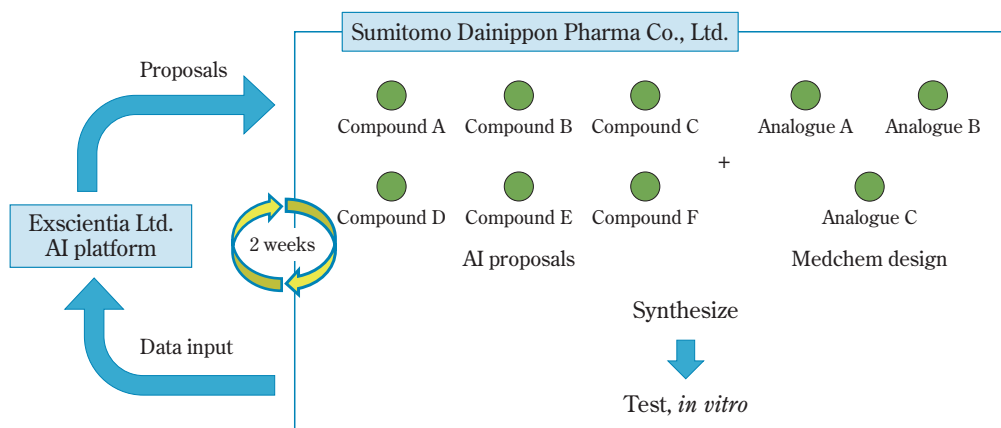 Sumitomo Dainippon Pharma Co., Ltd.
Proposals
Compound A
Compound B
Compound C
Analogue A
Analogue B
+
Compound D
Compound E
Compound F
Analogue C
Exscientia Ltd.
AI platform
2 weeks
AI proposals
Medchem design
Synthesize
Data input
Test, in vitro